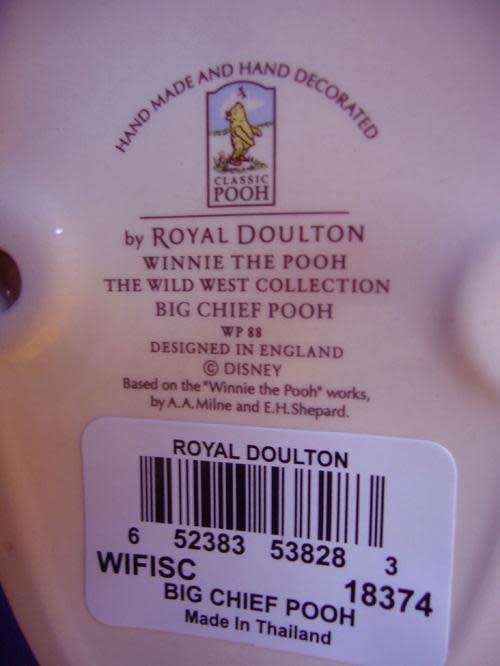 HAND MADE AND HAND DECORATED
CLASSIC
POOH
by ROYAL DOULTON
WINNIE THE POOH
THE WILD WEST COLLECTION
BIG CHIEF POOH
WP 88
DESIGNED IN ENGLAND
© DISNEY
Based on the "Winnie the Pooh" works,
by A.A.Milne and E.H.Shepard.
ROYAL DOULTON
6 52383 53828 3
WIFISC 18374
BIG CHIEF POOH
Made In Thailand